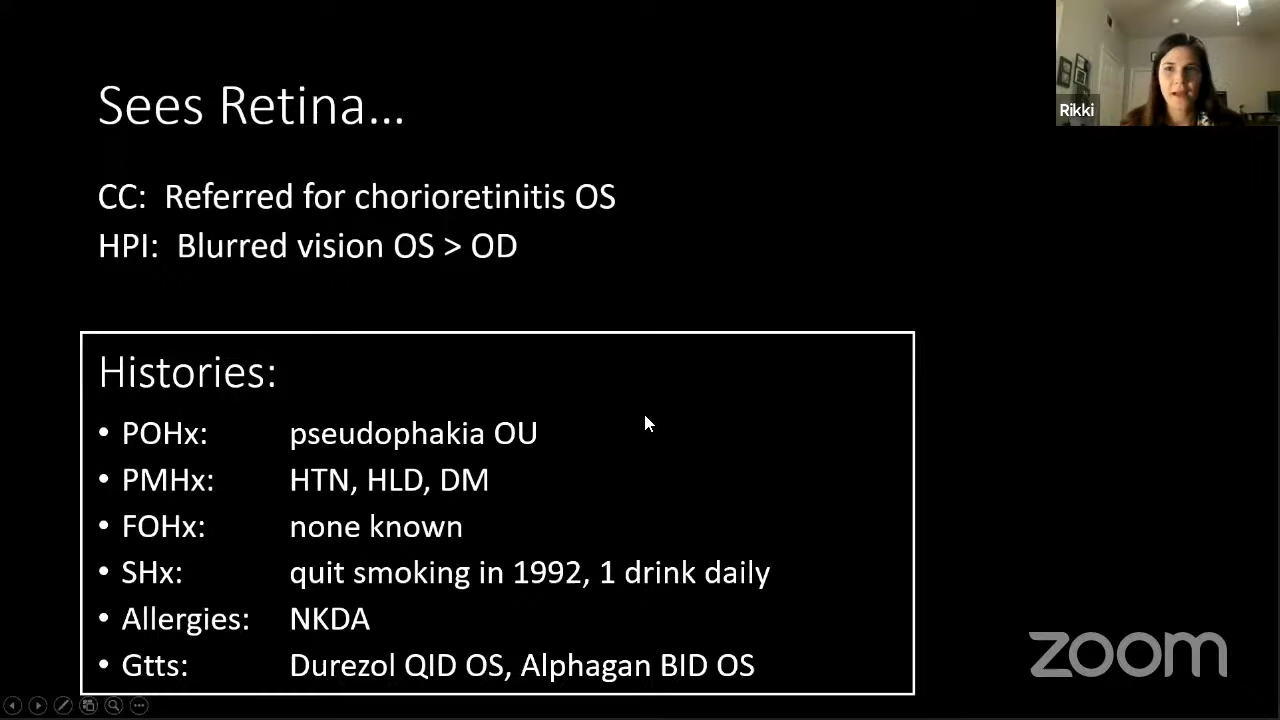 Sees Retina...
Rikki
CC: Referred for chorioretinitis OS
HPI: Blurred vision OS > OD
Histories:
• POHx: pseudophakia OU
• PMHx: HTN, HLD, DM
• FOHx: none known
• SHx: quit smoking in 1992, 1 drink daily
• Allergies: NKDA
• Gtts: Durezol QID OS, Alphagan BID OS
zoom